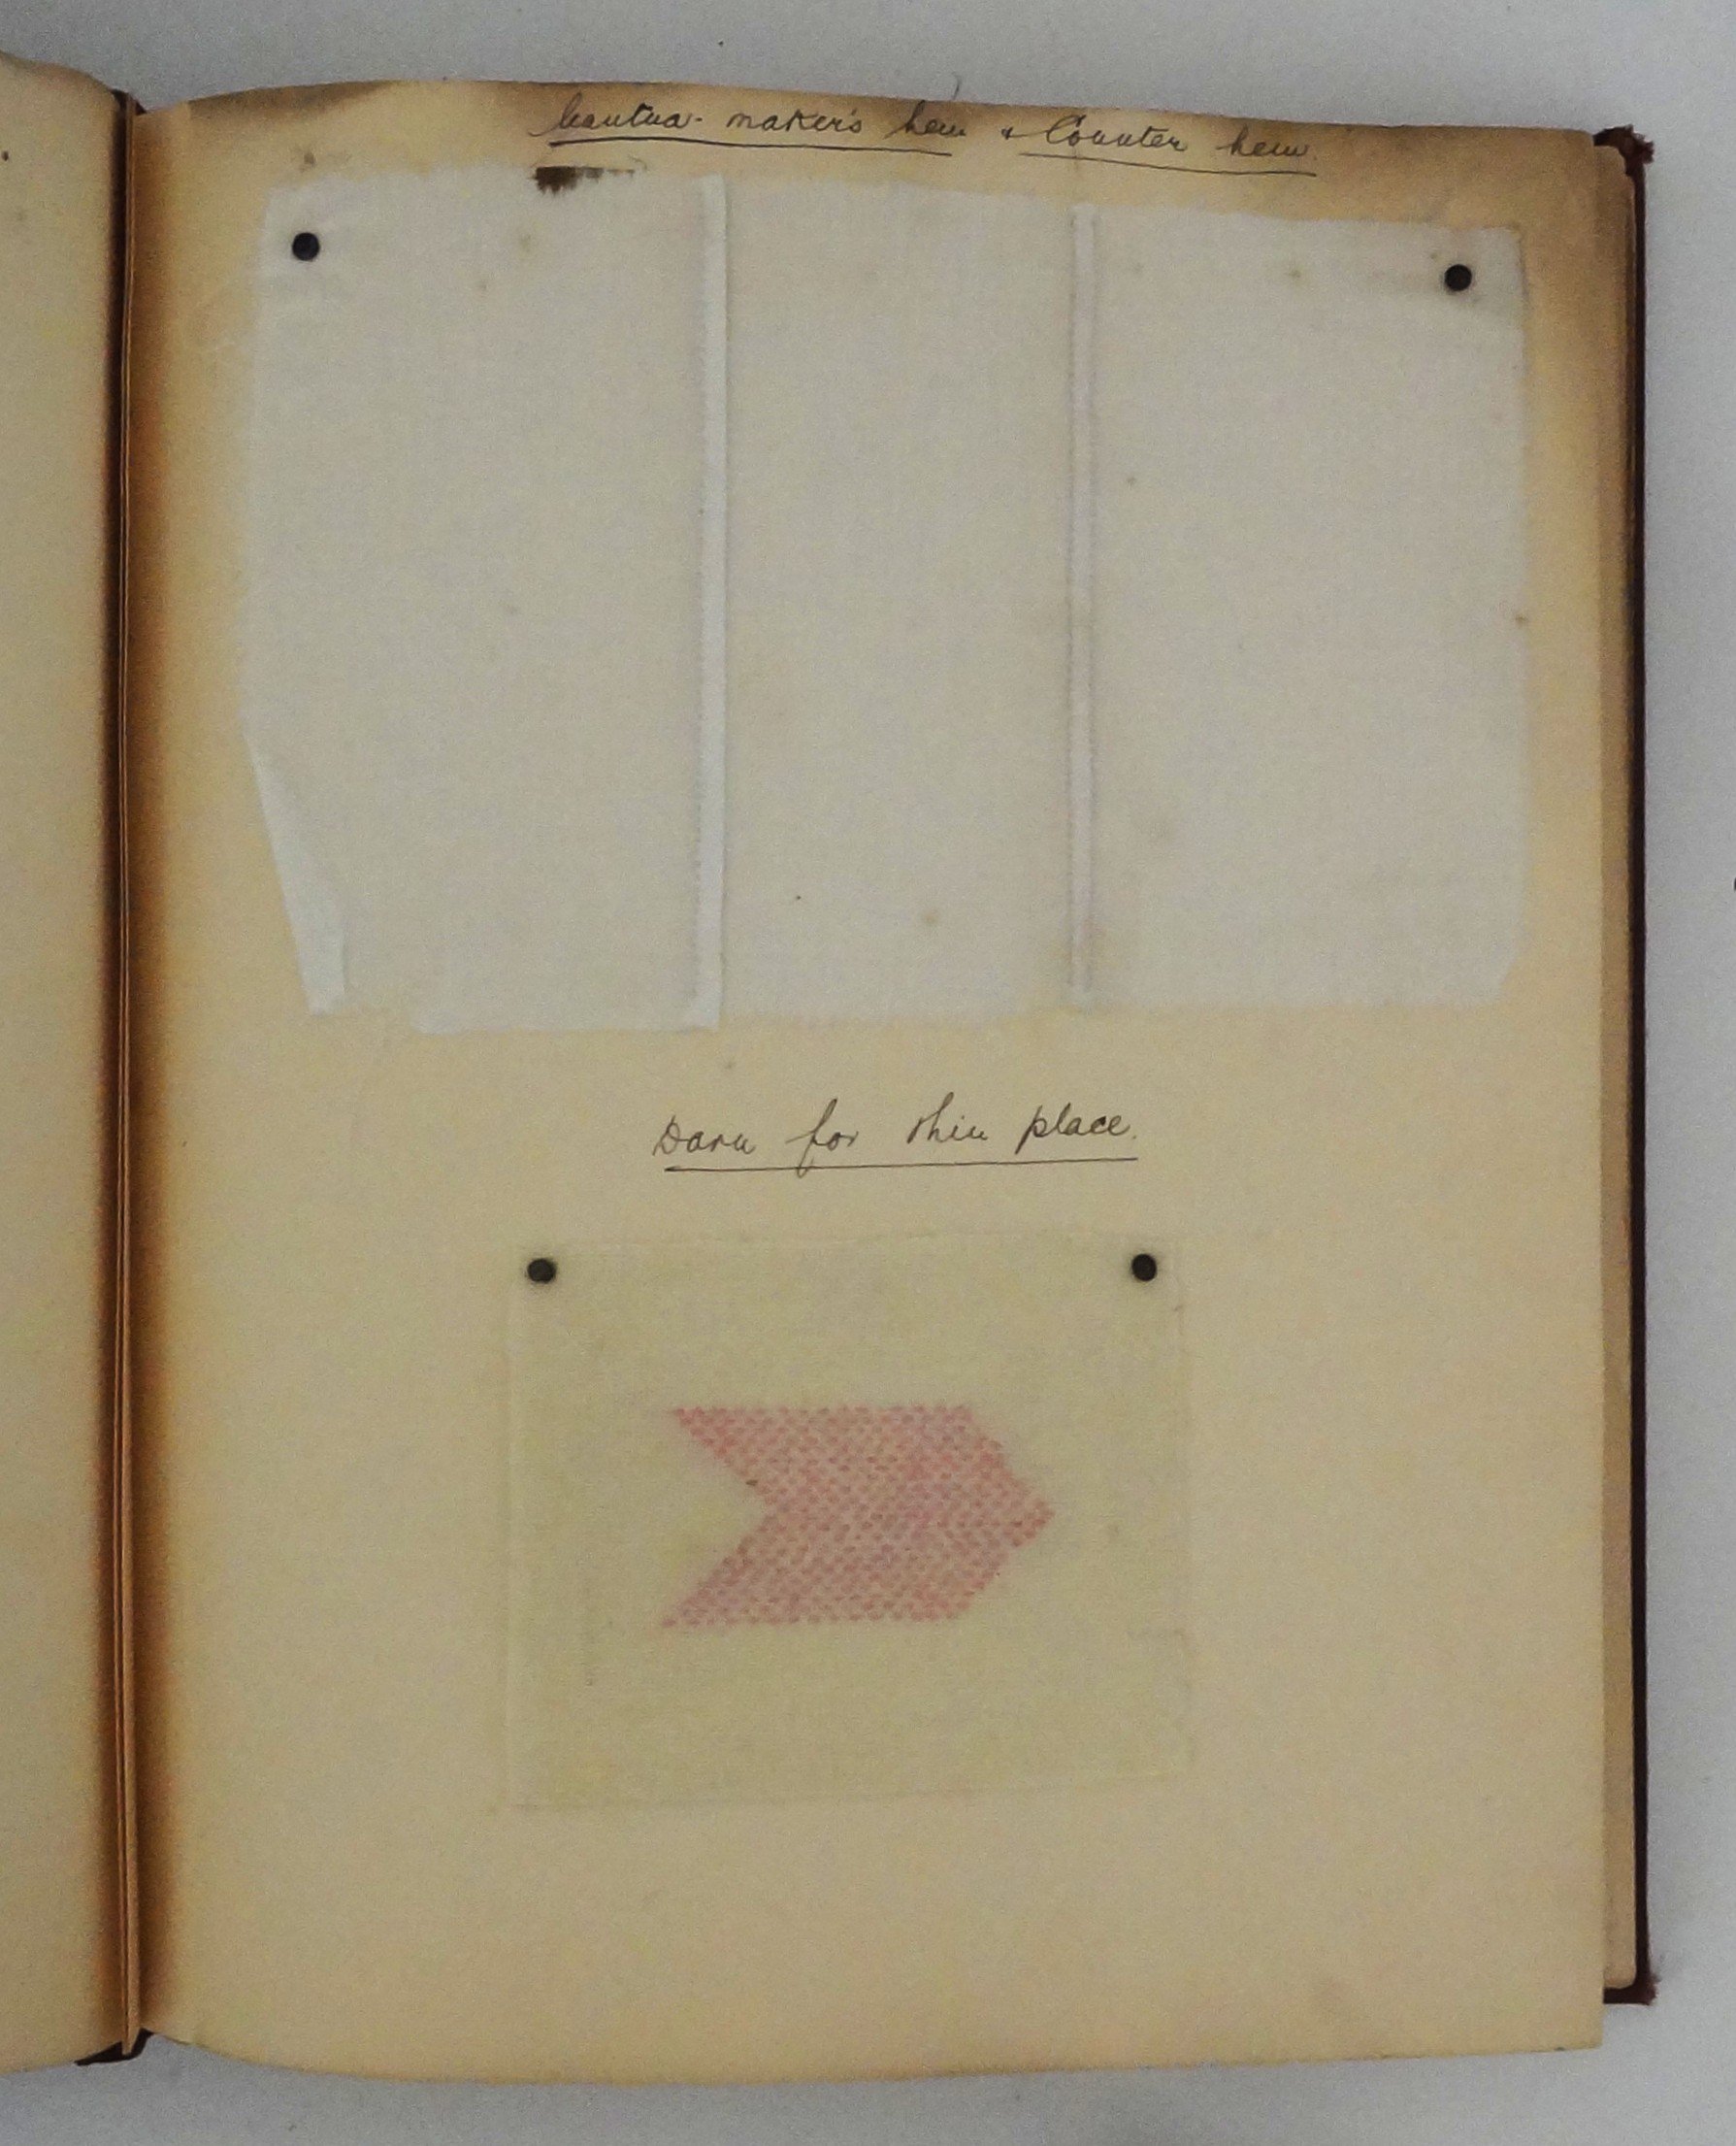 Mantua-maker's hem & Counter hem.
Darn for thin place.